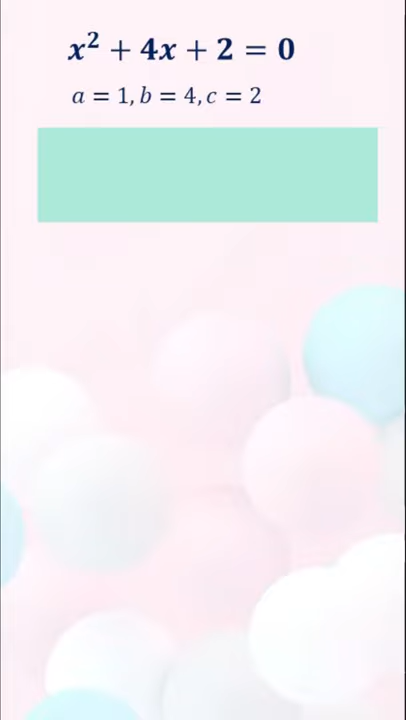 x² + 4x + 2 = 0
a = 1, b = 4, c = 2